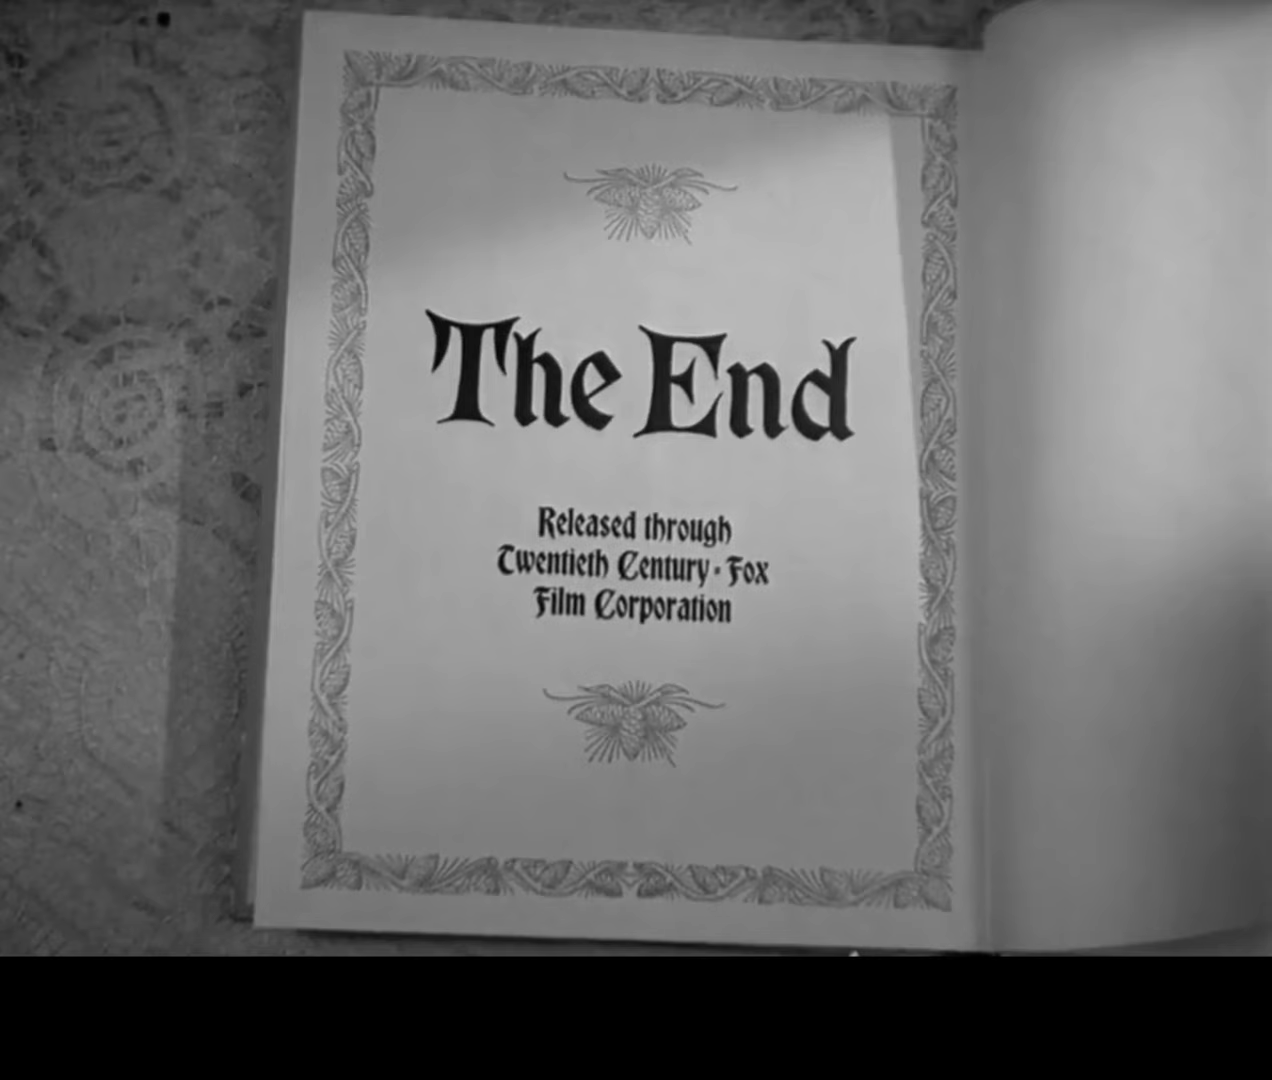 The End
Released through
Twentieth Century-Fox
Film Corporation